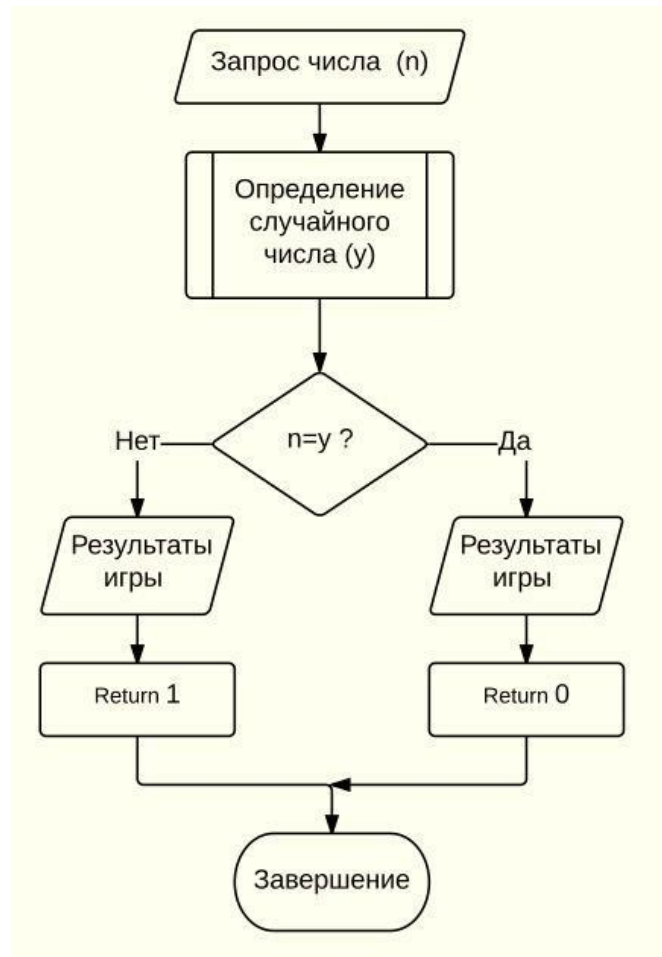 Запрос числа (n)
Определение
случайного
числа (y)
n=y ?
Нет
Да
Результаты
игры
Результаты
игры
Return 1
Return 0
Завершение